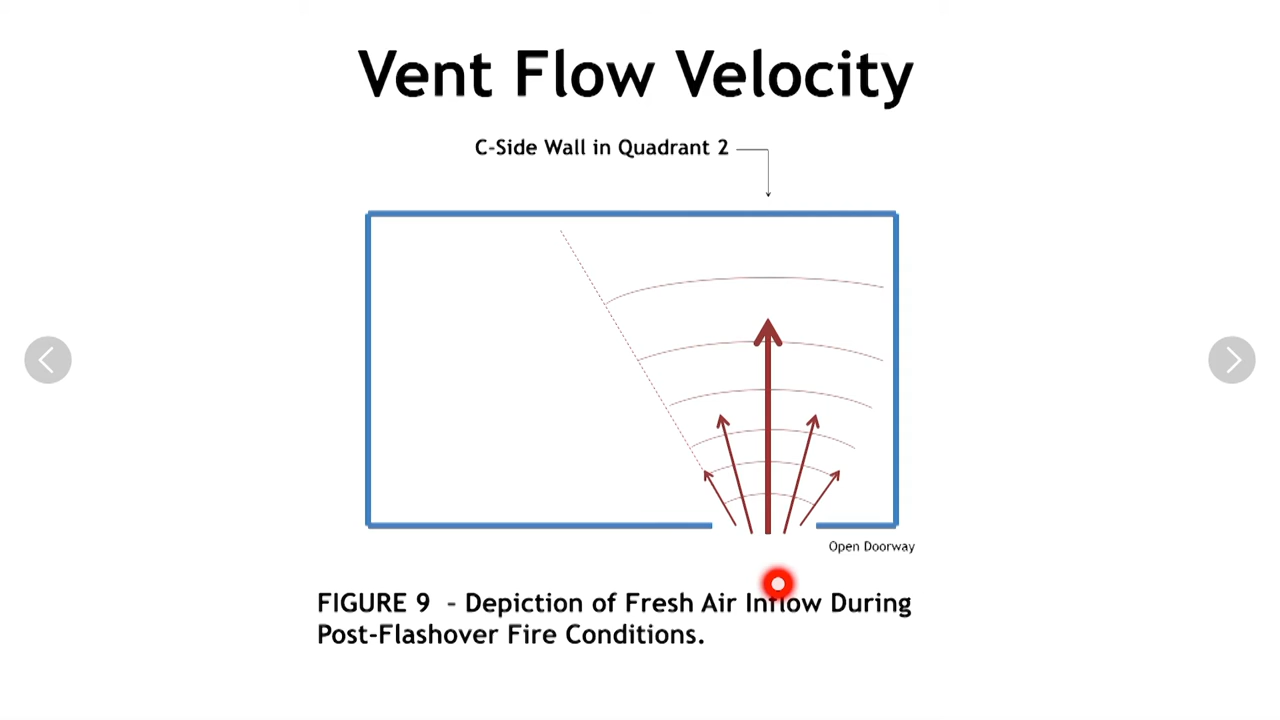 Vent Flow Velocity
C-Side Wall in Quadrant 2
Open Doorway
FIGURE 9 - Depiction of Fresh Air Inflow During
Post-Flashover Fire Conditions.